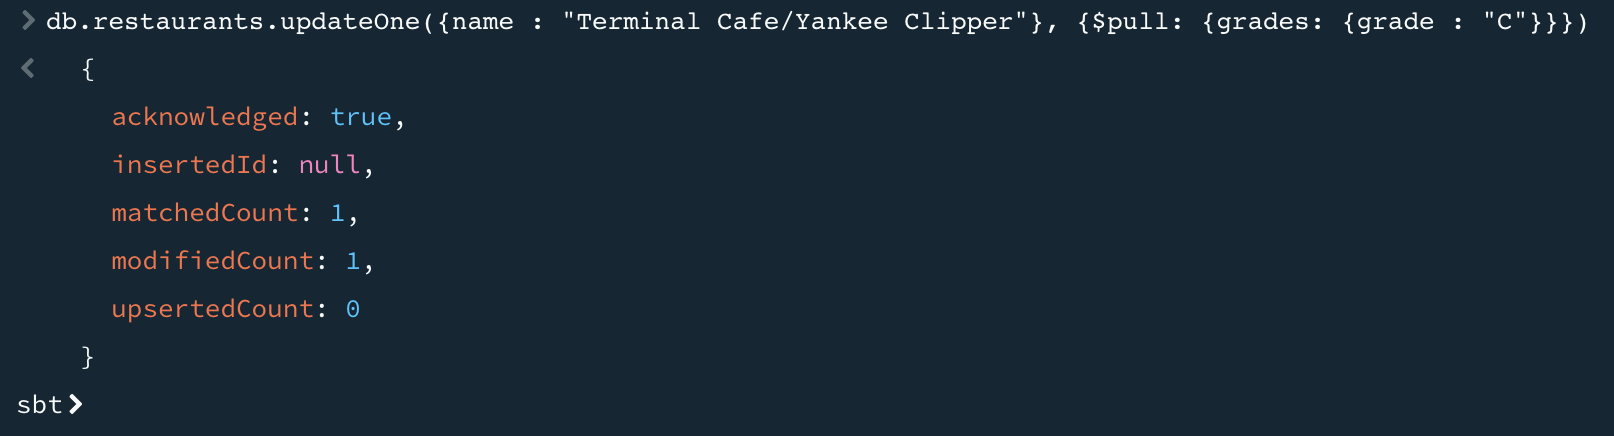 > db.restaurants.updateOne({name : "Terminal Cafe/Yankee Clipper"}, {$pull: {grades: {grade : "C"}}})
< {
acknowledged: true,
insertedId: null,
matchedCount: 1,
modifiedCount: 1,
upsertedCount: 0
}
sbt>